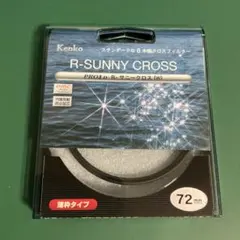 Kenko
スタンダードな6本線クロスフィルター
R-SUNNY CROSS
PRO1D R-サニークロス (W)
薄枠タイプ
72mm